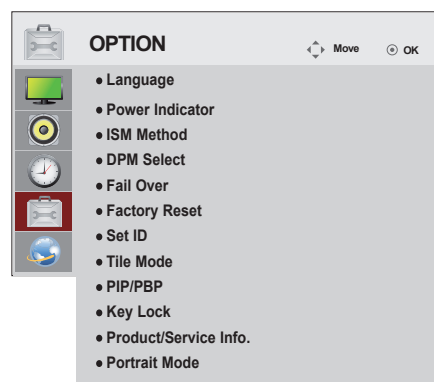 OPTION Move OK
● Language
● Power Indicator
● ISM Method
● DPM Select
● Fail Over
● Factory Reset
● Set ID
● Tile Mode
● PIP/PBP
● Key Lock
● Product/Service Info.
● Portrait Mode